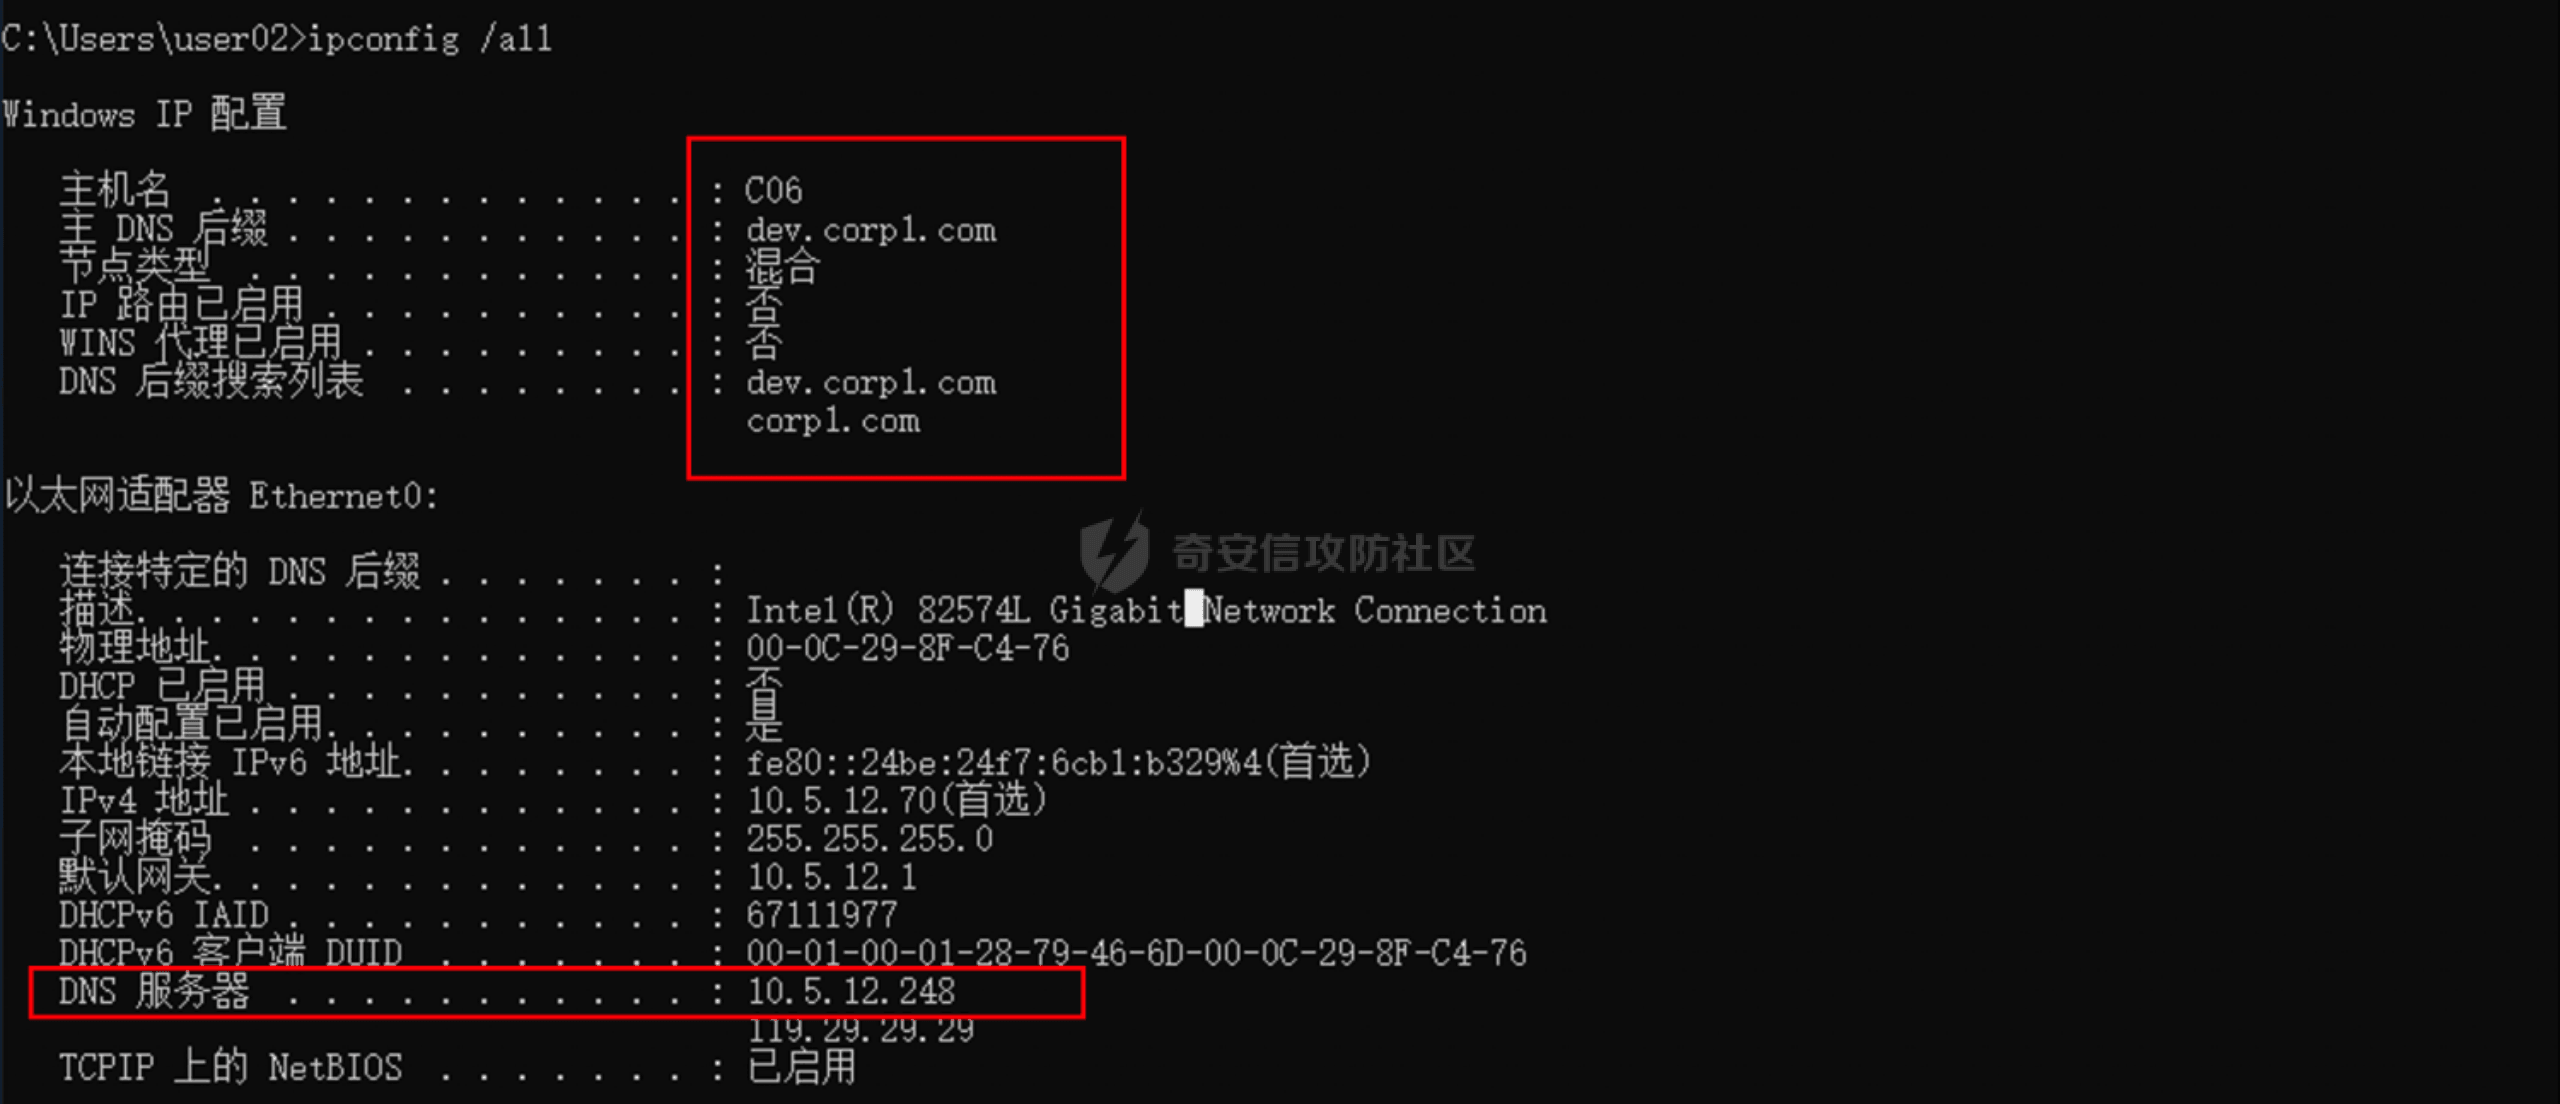 C:\Users\user02>ipconfig /all
Windows IP 配置
主机名 . . . . . . . . . . . . . : C06
主 DNS 后缀 . . . . . . . . . . . : dev.corp1.com
节点类型 . . . . . . . . . . . . : 混合
IP 路由已启用 . . . . . . . . . . : 否
WINS 代理已启用 . . . . . . . . . : 否
DNS 后缀搜索列表 . . . . . . . . : dev.corp1.com
corp1.com
以太网适配器 Ethernet0:
连接特定的 DNS 后缀 . . . . . . . :
奇安信攻防社区
描述. . . . . . . . . . . . . . . : Intel(R) 82574L Gigabit Network Connection
物理地址. . . . . . . . . . . . . : 00-0C-29-8F-C4-76
DHCP 已启用 . . . . . . . . . . . : 否
自动配置已启用. . . . . . . . . . : 是
本地链接 IPv6 地址. . . . . . . . : fe80::24be:24f7:6cb1:b329%4(首选)
IPv4 地址 . . . . . . . . . . . . : 10.5.12.70(首选)
子网掩码 . . . . . . . . . . . . : 255.255.255.0
默认网关. . . . . . . . . . . . . : 10.5.12.1
DHCPv6 IAID . . . . . . . . . . . : 67111977
DHCPv6 客户端 DUID . . . . . . . : 00-01-00-01-28-79-46-6D-00-0C-29-8F-C4-76
DNS 服务器 . . . . . . . . . . . : 10.5.12.248
119.29.29.29
TCPIP 上的 NetBIOS . . . . . . . : 已启用